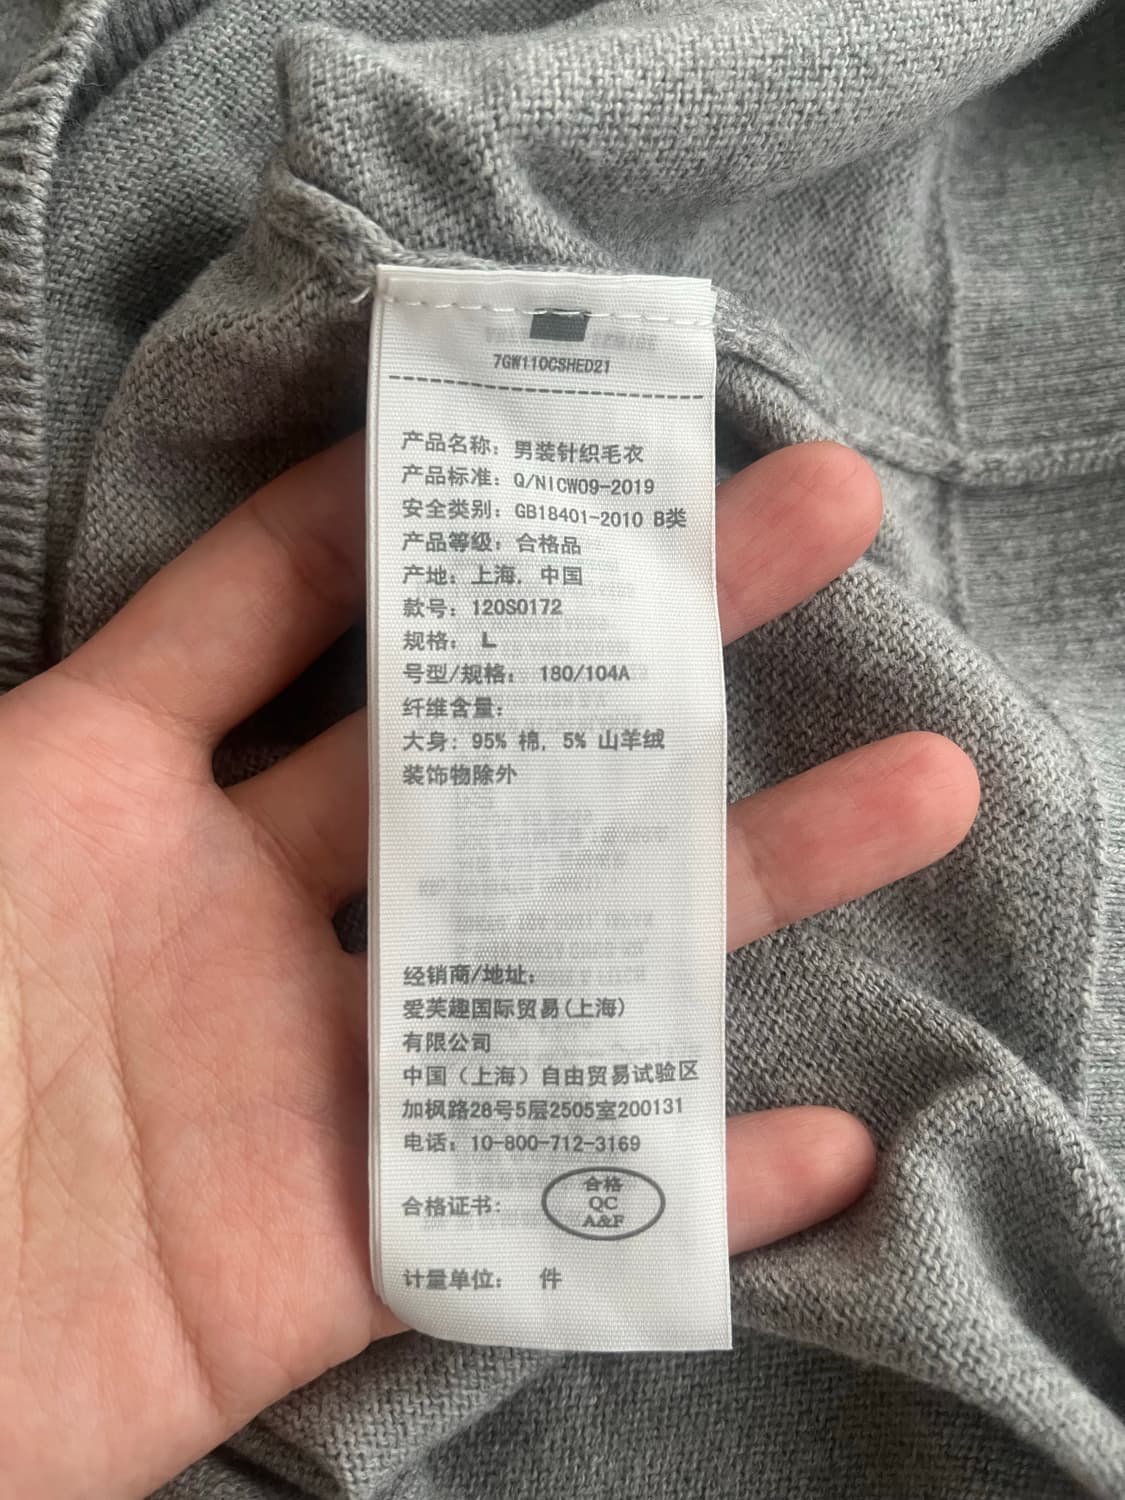 7GW110CSHED21
产品名称: 男装针织毛衣
产品标准: Q/NICW09-2019
安全类别: GB18401-2010 B类
产品等级: 合格品
产地: 上海, 中国
款号: 120S0172
规格: L
号型/规格: 180/104A
纤维含量:
大身: 95% 棉, 5% 山羊绒
装饰物除外
经销商/地址:
爱芙趣国际贸易(上海)
有限公司
中国（上海）自由贸易试验区
加枫路28号5层2505室200131
电话: 10-800-712-3169
合格证书:
合格
QC
A&F
计量单位: 件